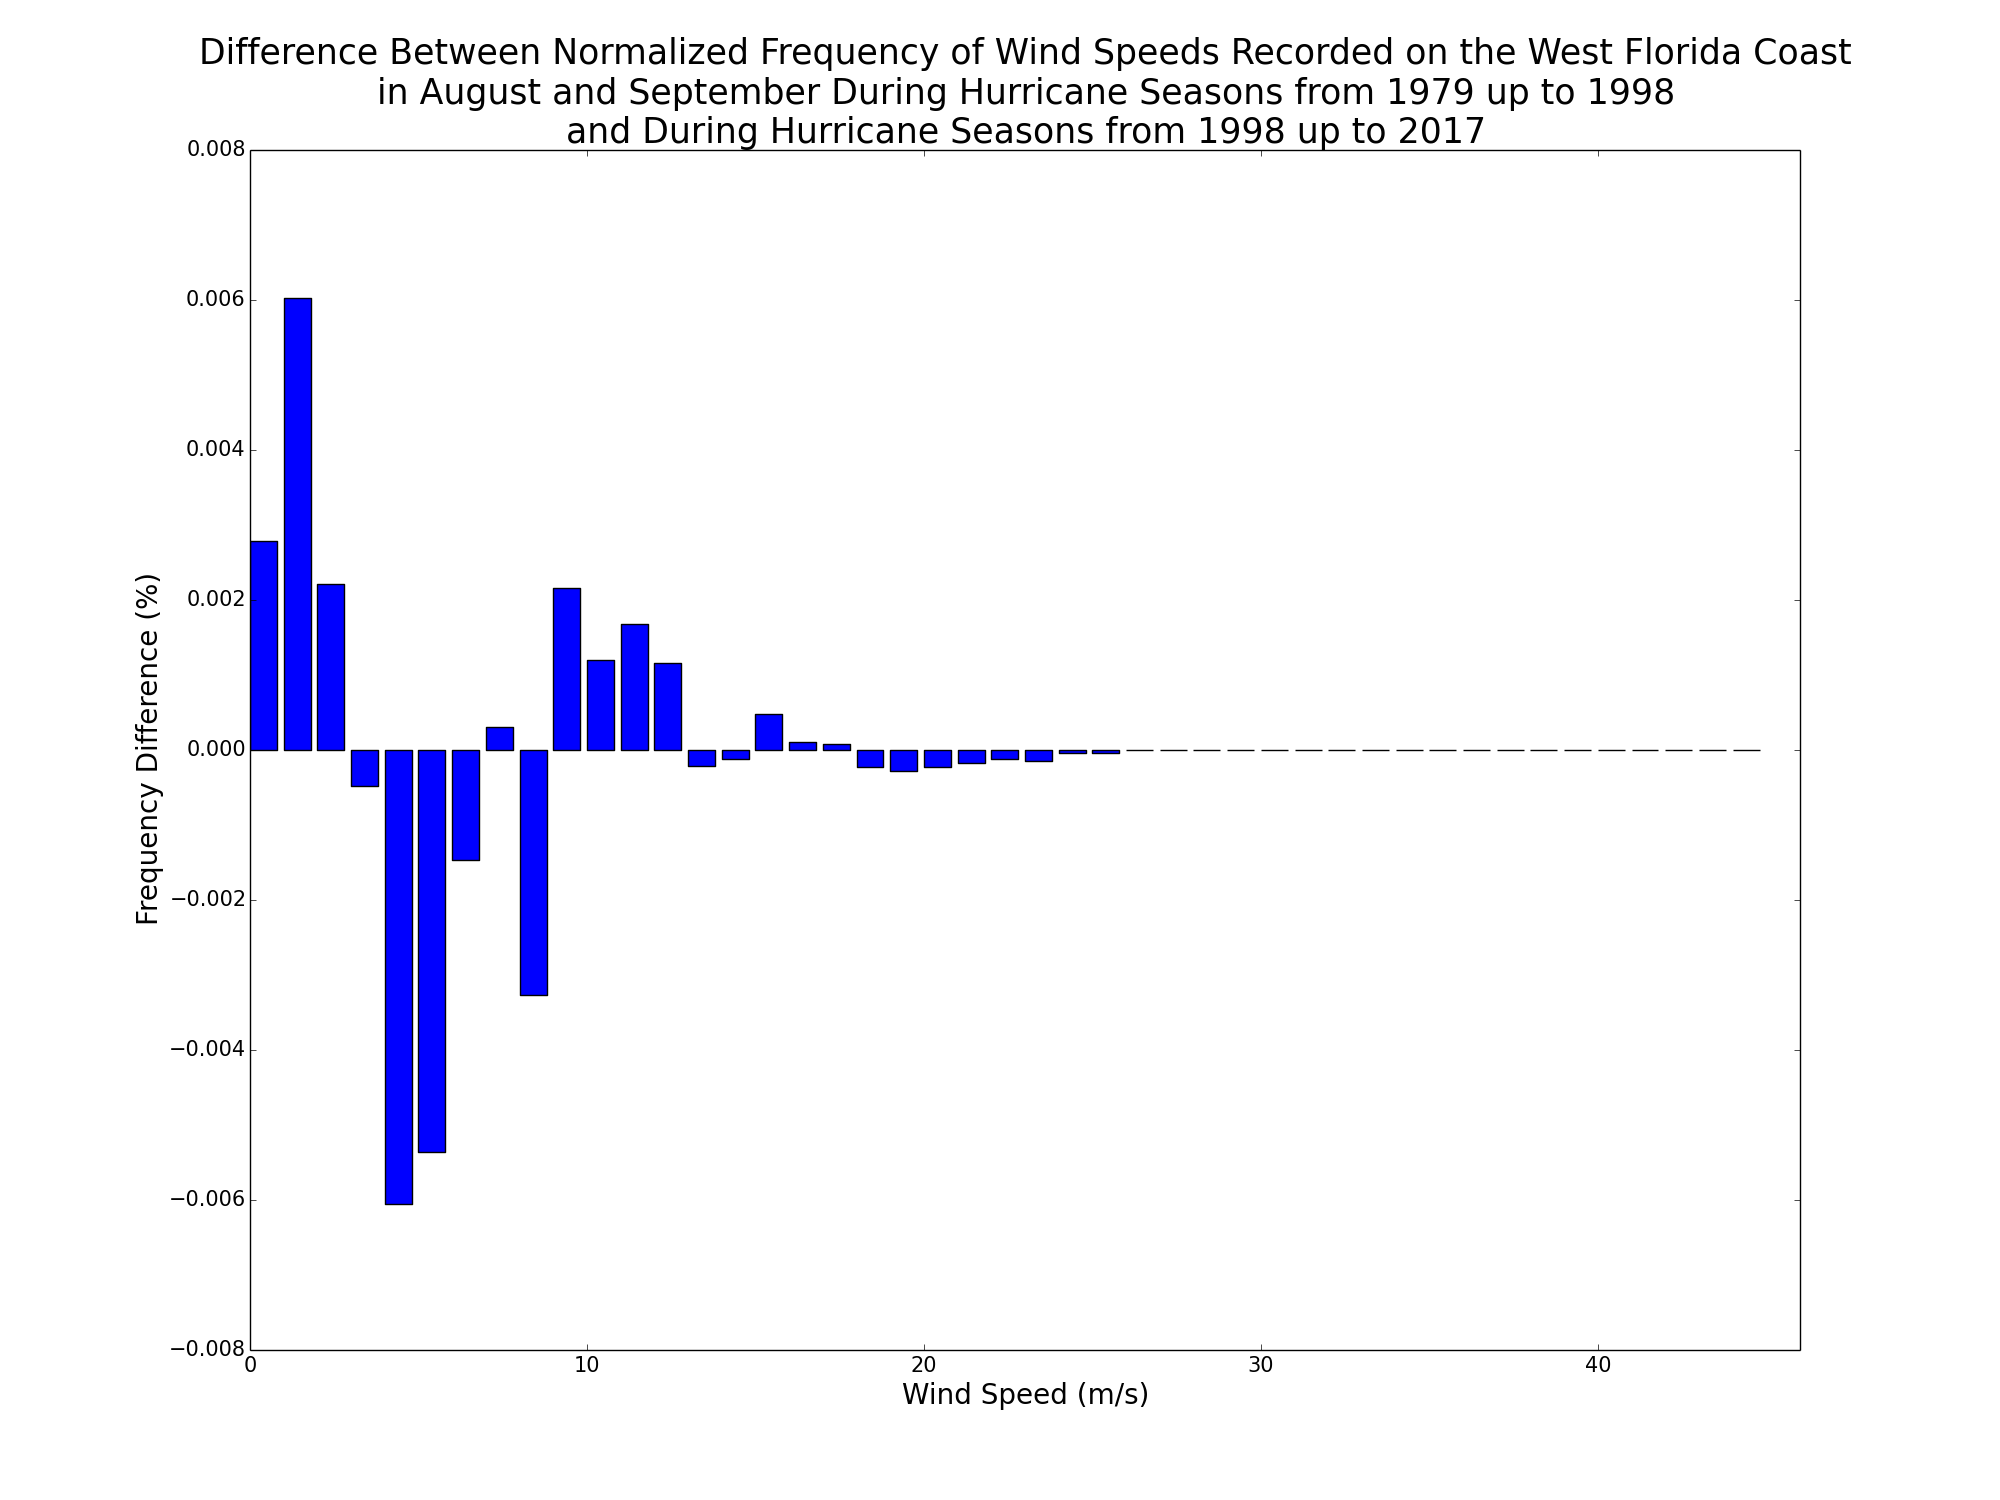 Difference Between Normalized Frequency of Wind Speeds Recorded on the West Florida Coast
in August and September During Hurricane Seasons from 1979 up to 1998
and During Hurricane Seasons from 1998 up to 2017
0.008
0.006
0.004
0.002
0.000
−0.002
−0.004
−0.006
−0.008
Frequency Difference (%)
0 10 20 30 40
Wind Speed (m/s)